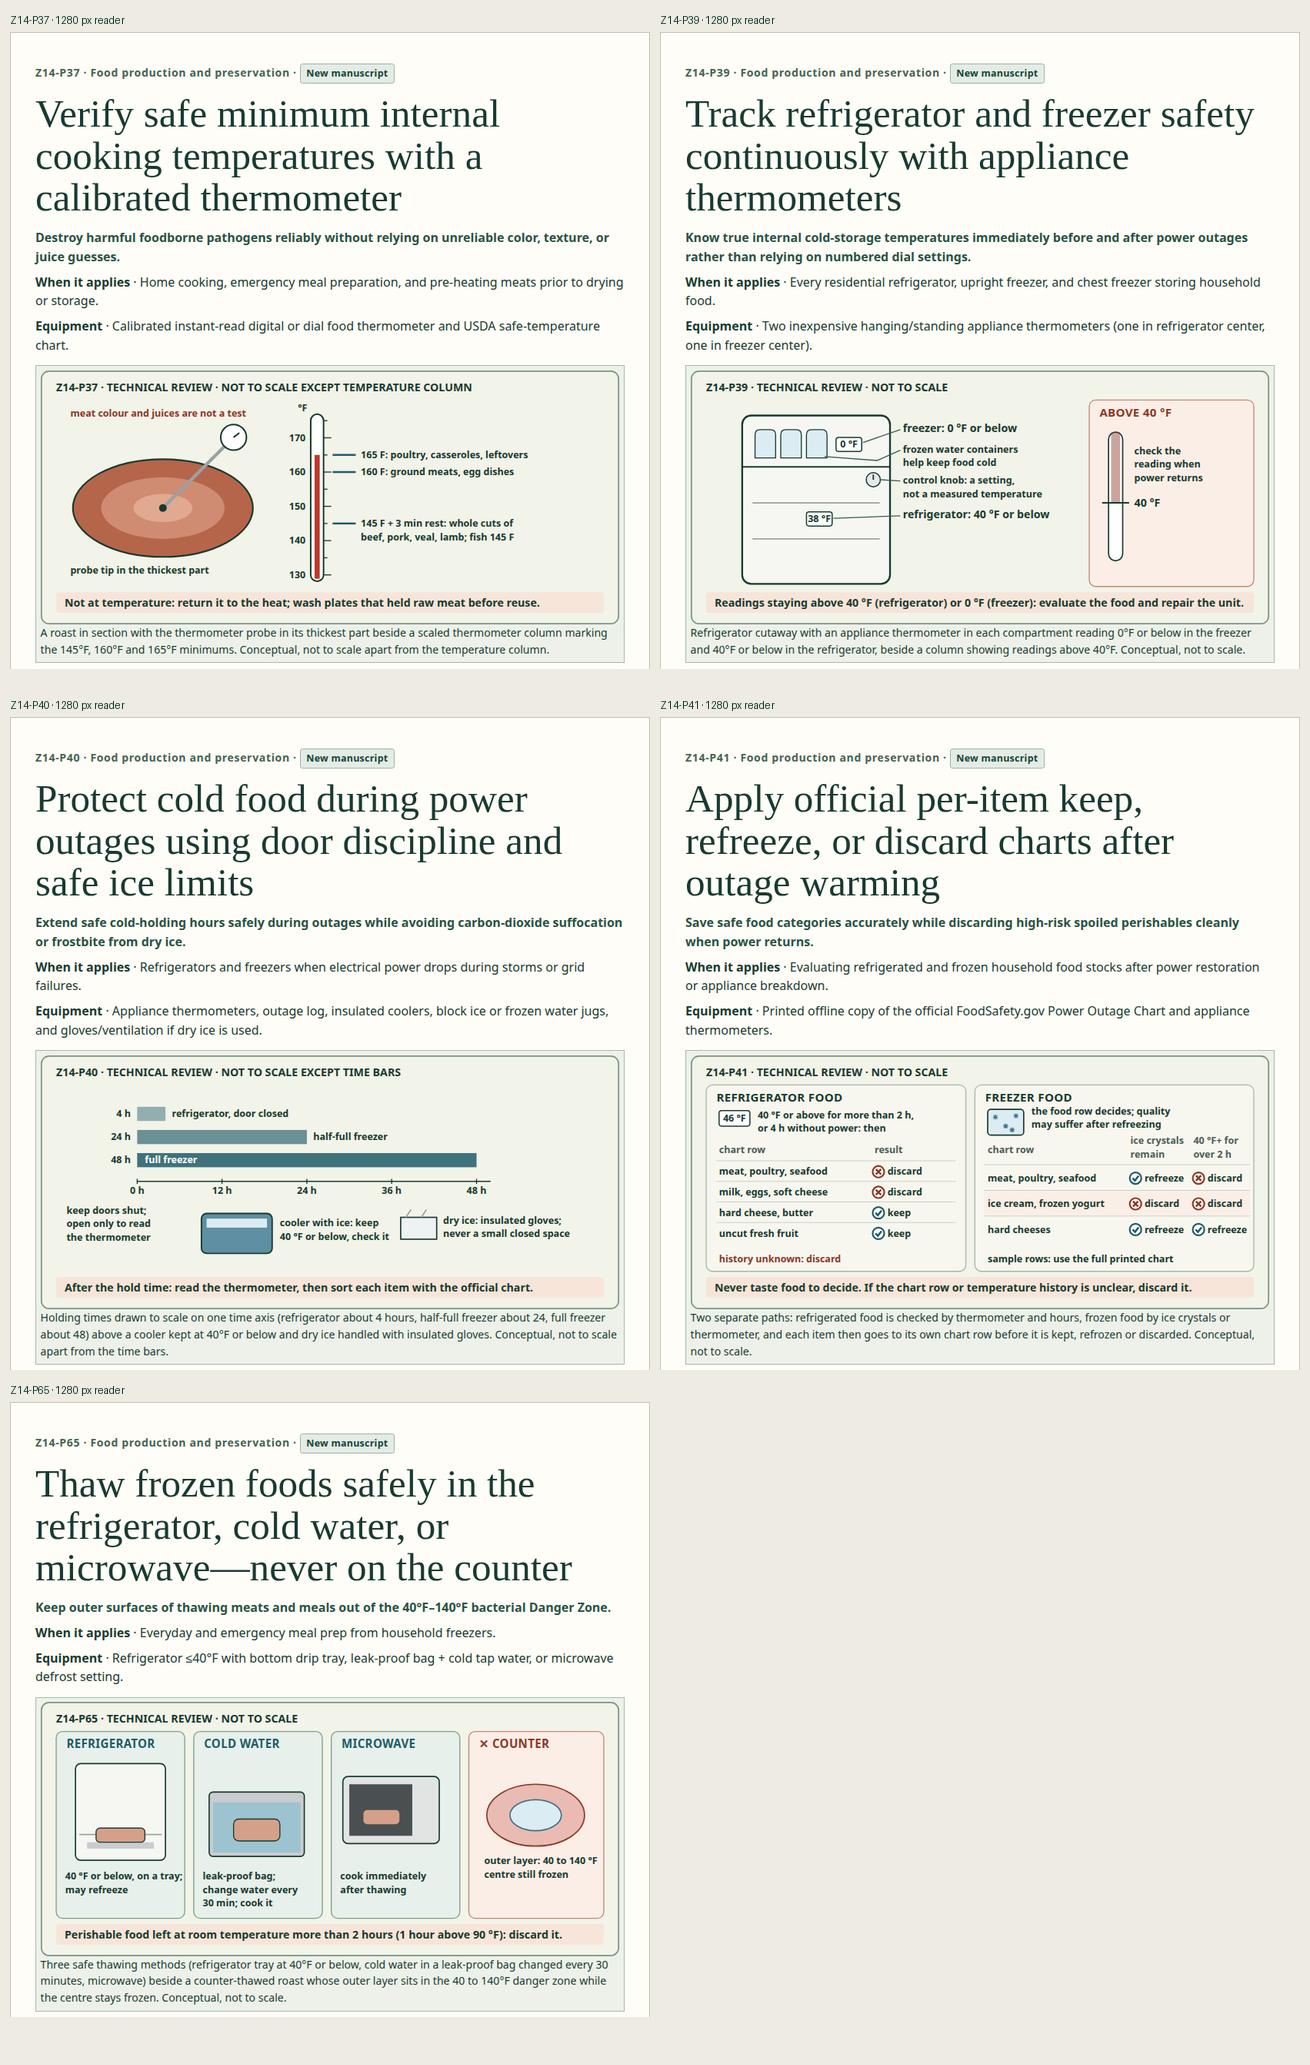 Z14-P37 · 1280 px reader
Z14-P37 · Food production and preservation · New manuscript
Verify safe minimum internal
cooking temperatures with a
calibrated thermometer
Destroy harmful foodborne pathogens reliably without relying on unreliable color, texture, or
juice guesses.
When it applies · Home cooking, emergency meal preparation, and pre-heating meats prior to drying
or storage.
Equipment · Calibrated instant-read digital or dial food thermometer and USDA safe-temperature
chart.
Z14-P37 · TECHNICAL REVIEW · NOT TO SCALE EXCEPT TEMPERATURE COLUMN
meat colour and juices are not a test
probe tip in the thickest part
°F
170
160
150
140
130
165 F: poultry, casseroles, leftovers
160 F: ground meats, egg dishes
145 F + 3 min rest: whole cuts of
beef, pork, veal, lamb; fish 145 F
Not at temperature: return it to the heat; wash plates that held raw meat before reuse.
A roast in section with the thermometer probe in its thickest part beside a scaled thermometer column marking
the 145°F, 160°F and 165°F minimums. Conceptual, not to scale apart from the temperature column.
Z14-P39 · 1280 px reader
Z14-P39 · Food production and preservation · New manuscript
Track refrigerator and freezer safety
continuously with appliance
thermometers
Know true internal cold-storage temperatures immediately before and after power outages
rather than relying on numbered dial settings.
When it applies · Every residential refrigerator, upright freezer, and chest freezer storing household
food.
Equipment · Two inexpensive hanging/standing appliance thermometers (one in refrigerator center,
one in freezer center).
Z14-P39 · TECHNICAL REVIEW · NOT TO SCALE
0 °F
38 °F
freezer: 0 °F or below
frozen water containers
help keep food cold
control knob: a setting,
not a measured temperature
refrigerator: 40 °F or below
ABOVE 40 °F
check the
reading when
power returns
40 °F
Readings staying above 40 °F (refrigerator) or 0 °F (freezer): evaluate the food and repair the unit.
Refrigerator cutaway with an appliance thermometer in each compartment reading 0°F or below in the freezer
and 40°F or below in the refrigerator, beside a column showing readings above 40°F. Conceptual, not to scale.
Z14-P40 · 1280 px reader
Z14-P40 · Food production and preservation · New manuscript
Protect cold food during power
outages using door discipline and
safe ice limits
Extend safe cold-holding hours safely during outages while avoiding carbon-dioxide suffocation
or frostbite from dry ice.
When it applies · Refrigerators and freezers when electrical power drops during storms or grid
failures.
Equipment · Appliance thermometers, outage log, insulated coolers, block ice or frozen water jugs,
and gloves/ventilation if dry ice is used.
Z14-P40 · TECHNICAL REVIEW · NOT TO SCALE EXCEPT TIME BARS
4 h refrigerator, door closed
24 h half-full freezer
48 h full freezer
0 h 12 h 24 h 36 h 48 h
keep doors shut;
open only to read
the thermometer
cooler with ice: keep
40 °F or below, check it
dry ice: insulated gloves;
never a small closed space
After the hold time: read the thermometer, then sort each item with the official chart.
Holding times drawn to scale on one time axis (refrigerator about 4 hours, half-full freezer about 24, full freezer
about 48) above a cooler kept at 40°F or below and dry ice handled with insulated gloves. Conceptual, not to scale
apart from the time bars.
Z14-P41 · 1280 px reader
Z14-P41 · Food production and preservation · New manuscript
Apply official per-item keep,
refreeze, or discard charts after
outage warming
Save safe food categories accurately while discarding high-risk spoiled perishables cleanly
when power returns.
When it applies · Evaluating refrigerated and frozen household food stocks after power restoration
or appliance breakdown.
Equipment · Printed offline copy of the official FoodSafety.gov Power Outage Chart and appliance
thermometers.
Z14-P41 · TECHNICAL REVIEW · NOT TO SCALE
REFRIGERATOR FOOD
46 °F
40 °F or above for more than 2 h,
or 4 h without power: then
chart row result
meat, poultry, seafood discard
milk, eggs, soft cheese discard
hard cheese, butter keep
uncut fresh fruit keep
history unknown: discard
FREEZER FOOD
the food row decides; quality
may suffer after refreezing
ice crystals 40 °F+ for
chart row remain over 2 h
meat, poultry, seafood refreeze discard
ice cream, frozen yogurt discard discard
hard cheeses refreeze refreeze
sample rows: use the full printed chart
Never taste food to decide. If the chart row or temperature history is unclear, discard it.
Two separate paths: refrigerated food is checked by thermometer and hours, frozen food by ice crystals or
thermometer, and each item then goes to its own chart row before it is kept, refrozen or discarded. Conceptual,
not to scale.
Z14-P65 · 1280 px reader
Z14-P65 · Food production and preservation · New manuscript
Thaw frozen foods safely in the
refrigerator, cold water, or
microwave—never on the counter
Keep outer surfaces of thawing meats and meals out of the 40°F–140°F bacterial Danger Zone.
When it applies · Everyday and emergency meal prep from household freezers.
Equipment · Refrigerator ≤40°F with bottom drip tray, leak-proof bag + cold tap water, or microwave
defrost setting.
Z14-P65 · TECHNICAL REVIEW · NOT TO SCALE
REFRIGERATOR
40 °F or below, on a tray;
may refreeze
COLD WATER
leak-proof bag;
change water every
30 min; cook it
MICROWAVE
cook immediately
after thawing
✕ COUNTER
outer layer: 40 to 140 °F
centre still frozen
Perishable food left at room temperature more than 2 hours (1 hour above 90 °F): discard it.
Three safe thawing methods (refrigerator tray at 40°F or below, cold water in a leak-proof bag changed every 30
minutes, microwave) beside a counter-thawed roast whose outer layer sits in the 40 to 140°F danger zone while
the centre stays frozen. Conceptual, not to scale.